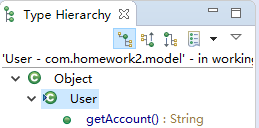 Type Hierarchy
'User - com.homework2.model' - in working
Object
User
getAccount() : String